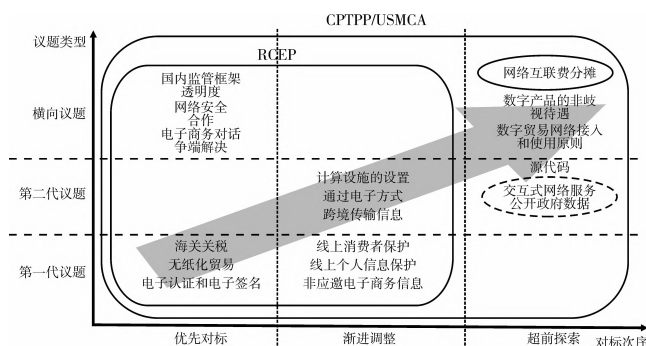 CPTPP/USMCA
议题类型
RCEP
国内监管框架
透明度
网络安全
合作
电子商务对话
争端解决
横向议题
网络互联费分摊
数字产品的非歧
视待遇
数字贸易网络接入
和使用原则
第二代议题
计算设施的设置
通过电子方式
跨境传输信息
源代码
交互式网络服务
公开政府数据
第一代议题
海关关税
无纸化贸易
电子认证和电子签名
线上消费者保护
线上个人信息保护
非应邀电子商务信息
优先对标
渐进调整
超前探索
对标次序